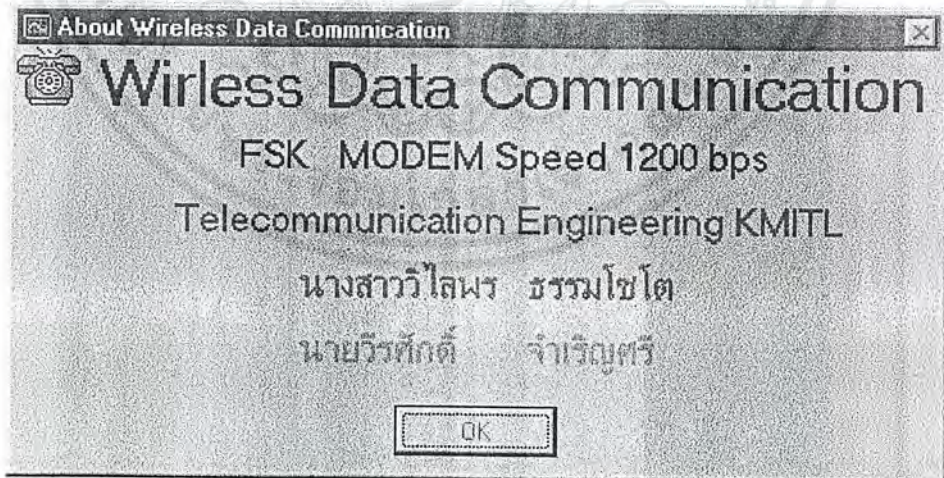 About Wireless Data Commnication
Wirless Data Communication
FSK MODEM Speed 1200 bps
Telecommunication Engineering KMITL
นางสาววิไลพร ธรรมโชโต
นายวีรศักดิ์ จำเริญศรี
OK